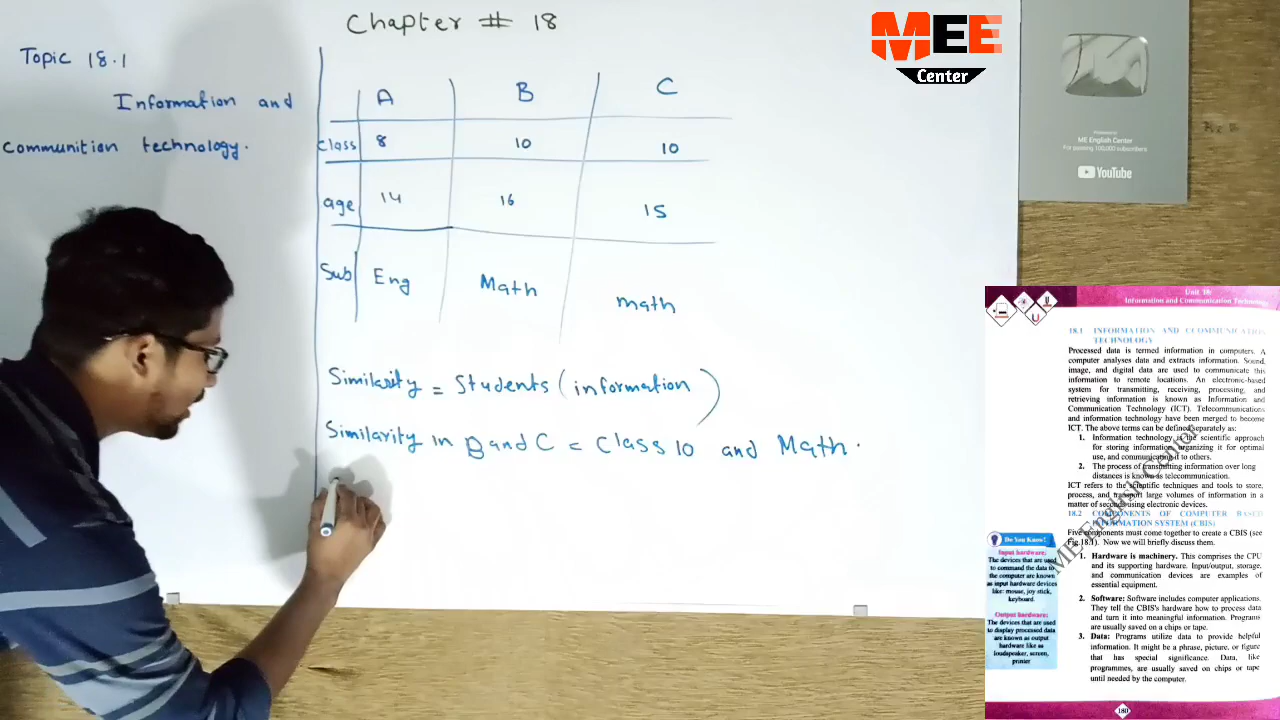 Chapter # 18
Topic 18.1
Information and
Communition technology.
A B C
Class 8 10 10
age 14 16 15
Sub Eng Math math
Similarity = Students (information)
Similarity in B and C = Class 10 and Math.
MEE
Center
Presented to
ME English Center
For passing 100,000 subscribers
YouTube
Unit 18:
Information and Communication Technology
18.1 INFORMATION AND COMMUNICATION
TECHNOLOGY
Processed data is termed information in computers. A
computer analyses data and extracts information. Sound,
image, and digital data are used to communicate this
information to remote locations. An electronic-based
system for transmitting, receiving, processing, and
retrieving information is known as Information and
Communication Technology (ICT). Telecommunications
and information technology have been merged to become
ICT. The above terms can be defined separately as:
1. Information technology is the scientific approach
for storing information, organizing it for optimal
use, and communicating it to others.
2. The process of transmitting information over long
distances is known as telecommunication.
ICT refers to the scientific techniques and tools to store,
process, and transport large volumes of information in a
matter of seconds using electronic devices.
18.2 COMPONENTS OF COMPUTER BASED
INFORMATION SYSTEM (CBIS)
Five components must come together to create a CBIS (see
Fig.18.1) Now we will briefly discuss them.
1. Hardware is machinery. This comprises the CPU
and its supporting hardware. Input/output, storage,
and communication devices are examples of
essential equipment.
2. Software: Software includes computer applications.
They tell the CBIS's hardware how to process data
and turn it into meaningful information. Programs
are usually saved on a chips or tape.
3. Data: Programs utilize data to provide helpful
information. It might be a phrase, picture, or figure
that has special significance. Data, like
programmes, are usually saved on chips or tape
until needed by the computer.
Do You Know!
Input hardware:
The devices that are used
to command the data to
the computer are known
as input hardware devices
like: mouse, joy stick,
keyboard.
Output hardware:
The devices that are used
to display processed data
are known as output
hardware like as
loudspeaker, screen,
printer
ME English Center
180